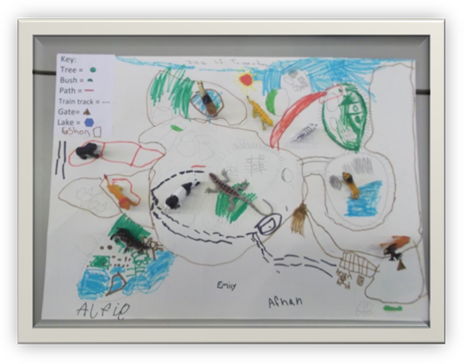 Key:
Tree =
Bush =
Path =
Train track =
Gate=
Lake =
Alfie
Emily
Afnan